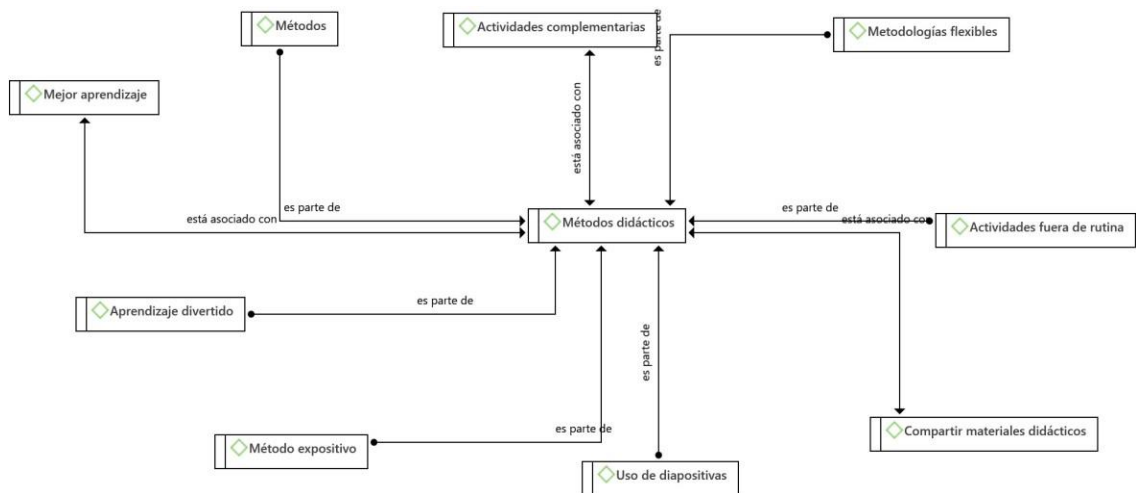 Métodos
Actividades complementarias
es parte de
Metodologías flexibles
Mejor aprendizaje
está asociado con
es parte de
está asociado con
Métodos didácticos
es parte de
está asociado con
Actividades fuera de rutina
Aprendizaje divertido
es parte de
es parte de
Método expositivo
es parte de
Uso de diapositivas
Compartir materiales didácticos